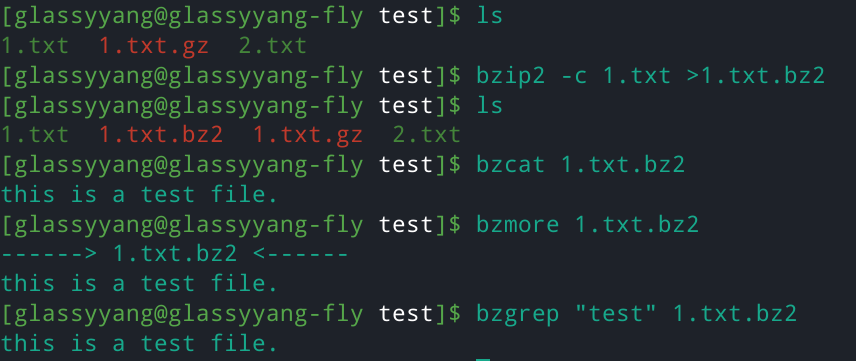 [glassyyang@glassyyang-fly test]$ ls
1.txt  1.txt.gz  2.txt
[glassyyang@glassyyang-fly test]$ bzip2 -c 1.txt >1.txt.bz2
[glassyyang@glassyyang-fly test]$ ls
1.txt  1.txt.bz2  1.txt.gz  2.txt
[glassyyang@glassyyang-fly test]$ bzcat 1.txt.bz2
this is a test file.
[glassyyang@glassyyang-fly test]$ bzmore 1.txt.bz2
------> 1.txt.bz2 <------
this is a test file.
[glassyyang@glassyyang-fly test]$ bzgrep "test" 1.txt.bz2
this is a test file.